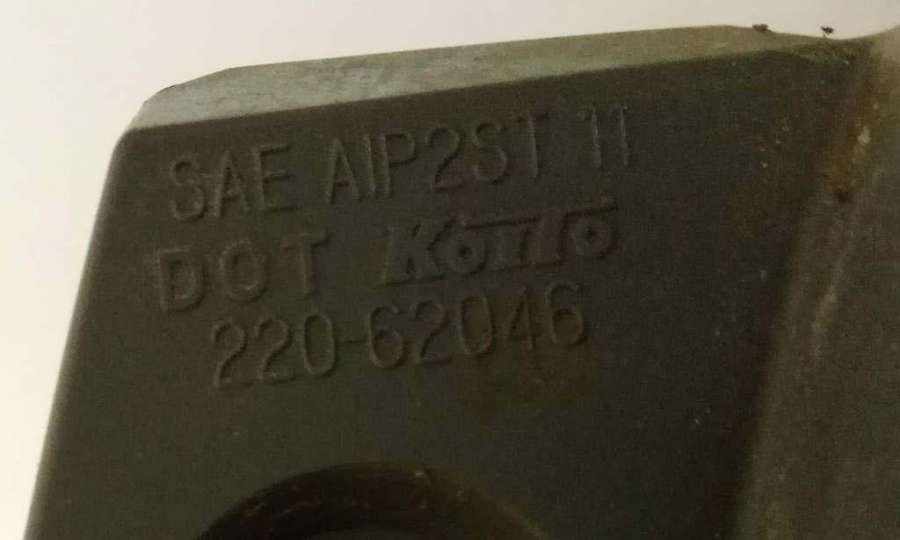 SAE AIP2ST 11
DOT KOITO
220-62046